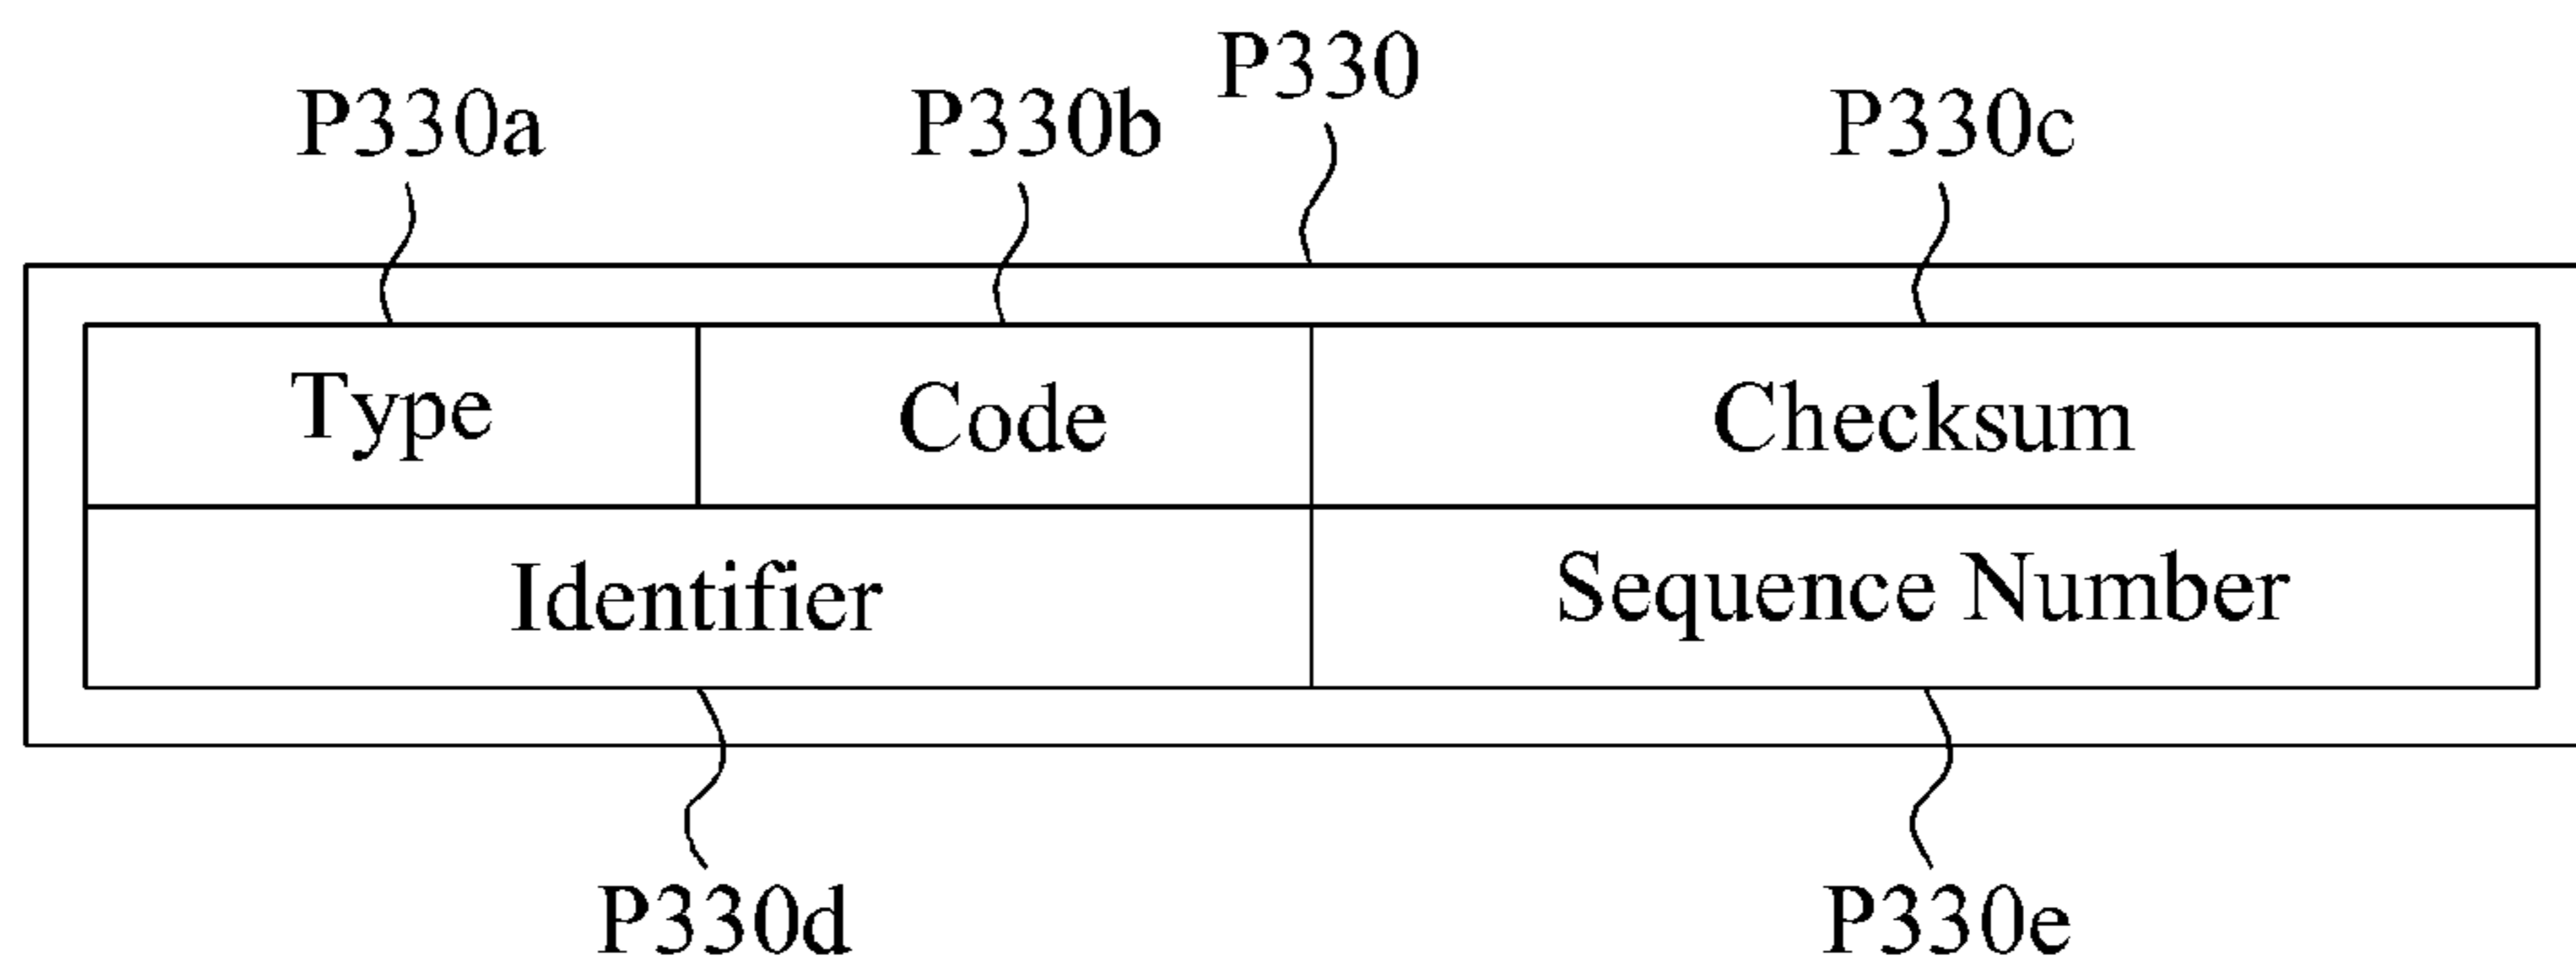 P330
P330a P330b P330c
Type Code Checksum
Identifier Sequence Number
P330d P330e